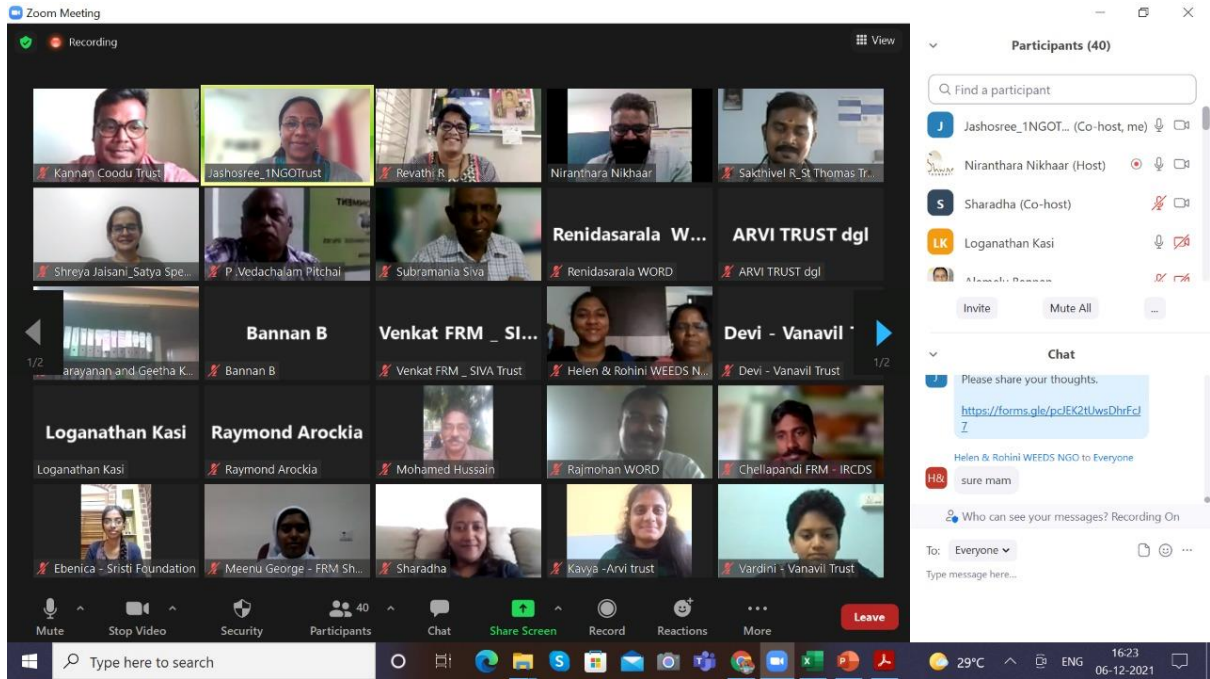 Zoom Meeting
Recording
View
Kannan Coodu Trust
Jashosree_1NGOTrust
Revathi R
Niranthara Nikhaar
Sakthivel R_St Thomas Tr...
Shreya Jaisani_Satya Spe...
P .Vedachalam Pitchai
Subramania Siva
Renidasarala W...
Renidasarala WORD
ARVI TRUST dgl
ARVI TRUST dgl
1/2
arayanan and Geetha K...
Bannan B
Bannan B
Venkat FRM _ SI...
Venkat FRM _ SIVA Trust
Helen & Rohini WEEDS N...
Devi - Vanavil
Devi - Vanavil Trust
1/2
Loganathan Kasi
Loganathan Kasi
Raymond Arockia
Raymond Arockia
Mohamed Hussain
Rajmohan WORD
Chellapandi FRM - IRCDS
Ebenica - Sristi Foundation
Meenu George - FRM Sh...
Sharadha
Kavya -Arvi trust
Vardini - Vanavil Trust
Mute
Stop Video
Security
40
Participants
Chat
Share Screen
Record
Reactions
More
Leave
Participants (40)
Find a participant
J
Jashosree_1NGOT... (Co-host, me)
Niranthara Nikhaar (Host)
S
Sharadha (Co-host)
LK
Loganathan Kasi
Invite
Mute All
...
Chat
Please share your thoughts.
https://forms.gle/pcJEK2tUwsDhrFcJ
7
Helen & Rohini WEEDS NGO to Everyone
H&
sure mam
Who can see your messages? Recording On
To: Everyone
Type message here...
Type here to search
29°C
ENG
16:23
06-12-2021